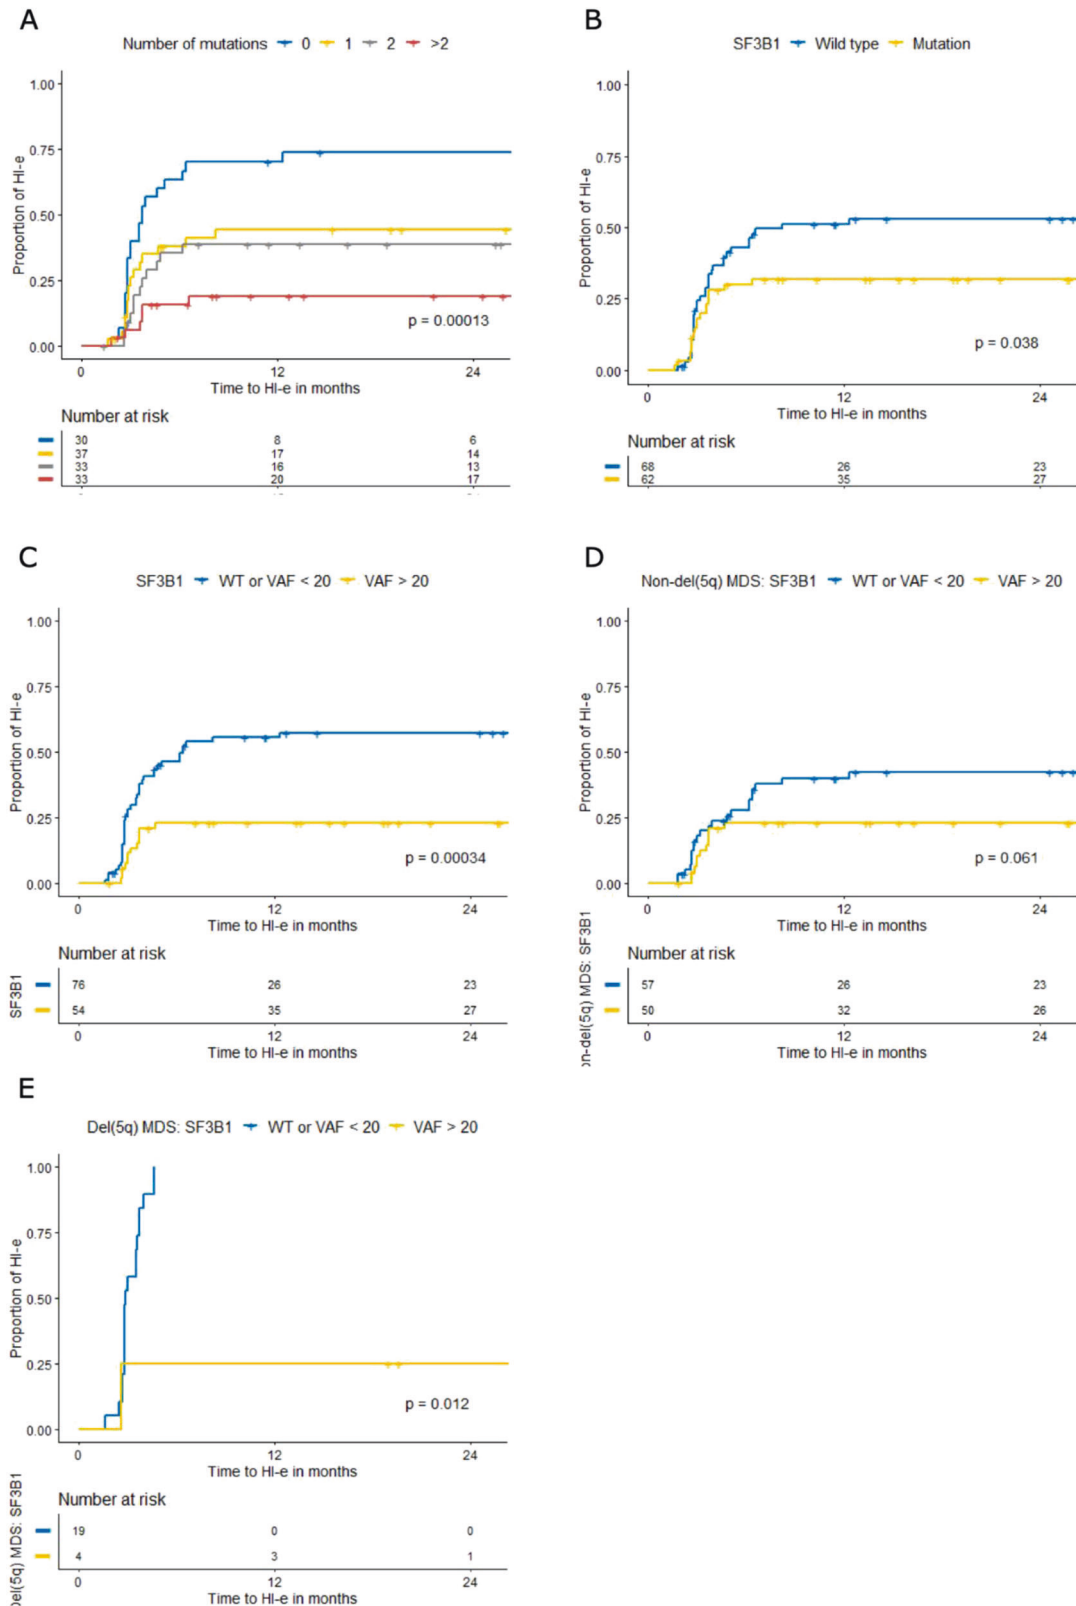 A
Number of mutations 0 1 2 >2
Proportion of HI-e
1.00
0.75
0.50
0.25
0.00
p = 0.00013
0 12 24
Time to HI-e in months
Number at risk
30 8 6
37 17 14
33 16 13
33 20 17
B
SF3B1 Wild type Mutation
Proportion of HI-e
1.00
0.75
0.50
0.25
0.00
p = 0.038
0 12 24
Time to HI-e in months
Number at risk
68 26 23
62 35 27
C
SF3B1 WT or VAF < 20 VAF > 20
Proportion of HI-e
1.00
0.75
0.50
0.25
0.00
p = 0.00034
0 12 24
Time to HI-e in months
Number at risk
SF3B1
76 26 23
54 35 27
0 12 24
Time to HI-e in months
D
Non-del(5q) MDS: SF3B1 WT or VAF < 20 VAF > 20
Proportion of HI-e
1.00
0.75
0.50
0.25
0.00
p = 0.061
0 12 24
Time to HI-e in months
Number at risk
on-del(5q) MDS: SF3B1
57 26 23
50 32 26
0 12 24
Time to HI-e in months
E
Del(5q) MDS: SF3B1 WT or VAF < 20 VAF > 20
Proportion of HI-e
1.00
0.75
0.50
0.25
0.00
p = 0.012
0 12 24
Time to HI-e in months
Number at risk
Del(5q) MDS: SF3B1
19 0 0
4 3 1
0 12 24
Time to HI-e in months